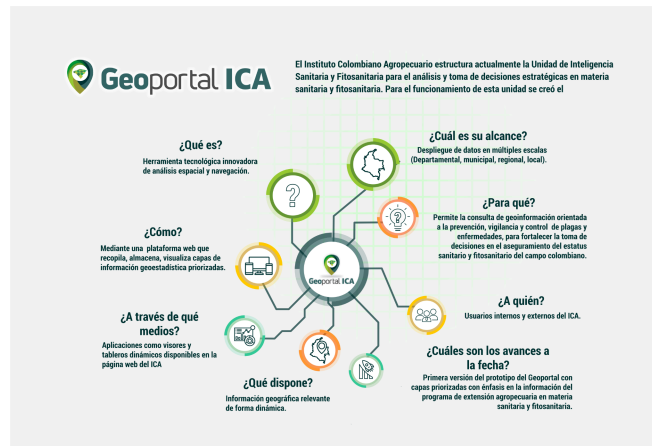 Geoportal ICA
El Instituto Colombiano Agropecuario estructura actualmente la Unidad de Inteligencia
Sanitaria y Fitosanitaria para el análisis y toma de decisiones estratégicas en materia
sanitaria y fitosanitaria. Para el funcionamiento de esta unidad se creó el
¿Qué es?
Herramienta tecnológica innovadora
de análisis espacial y navegación.
¿Cuál es su alcance?
Despliegue de datos en múltiples escalas
(Departamental, municipal, regional, local).
¿Para qué?
Permite la consulta de geoinformación orientada
a la prevención, vigilancia y control de plagas y
enfermedades, para fortalecer la toma de
decisiones en el aseguramiento del estatus
sanitario y fitosanitario del campo colombiano.
¿Cómo?
Mediante una plataforma web que
recopila, almacena, visualiza capas de
información geoestadística priorizadas.
Geoportal ICA
¿A quién?
Usuarios internos y externos del ICA.
¿A través de qué
medios?
Aplicaciones como visores y
tableros dinámicos disponibles en la
página web del ICA
¿Cuáles son los avances a
la fecha?
Primera versión del prototipo del Geoportal con
capas priorizadas con énfasis en la información del
programa de extensión agropecuaria en materia
sanitaria y fitosanitaria.
¿Qué dispone?
Información geográfica relevante
de forma dinámica.